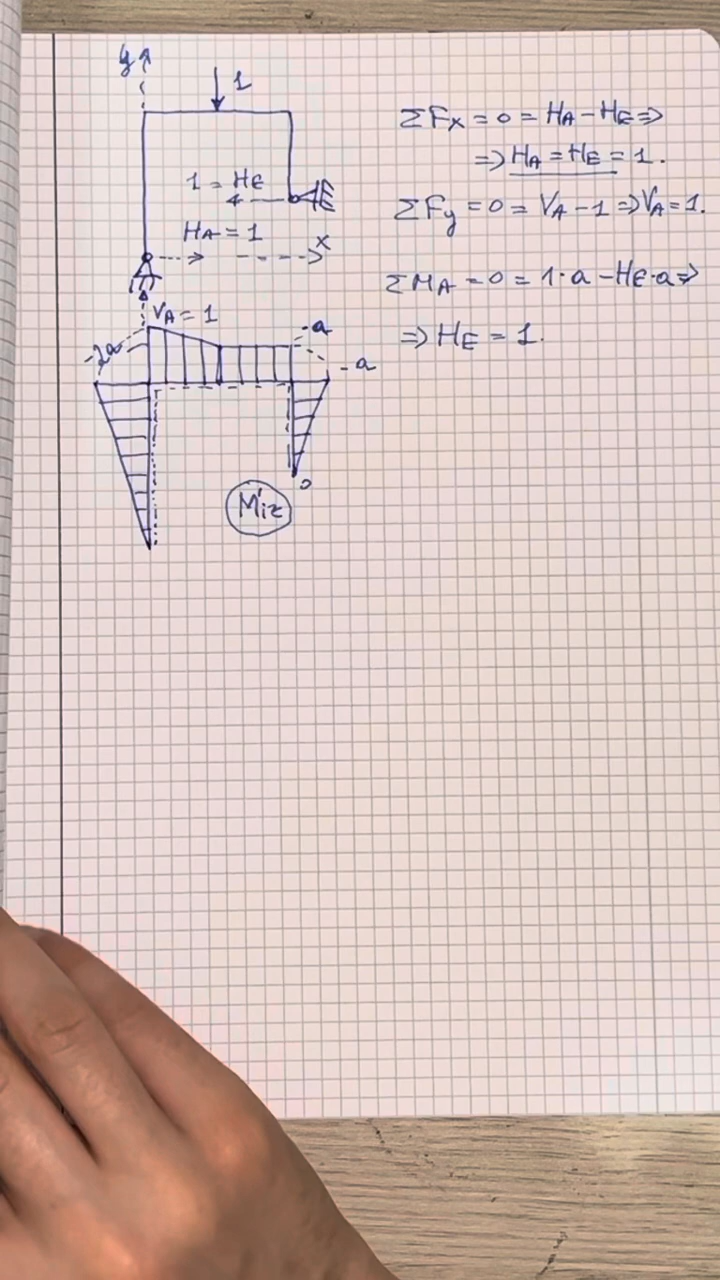 y
1
ΣFx = 0 = HA - HE ⇒
⇒ HA = HE = 1.
1 = HE
ΣFy = 0 = VA - 1 ⇒ VA = 1.
HA = 1
x
ΣMA = 0 = 1·a - HE·a ⇒
VA = 1
⇒ HE = 1.
-a
-2a
-a
0
M'iz